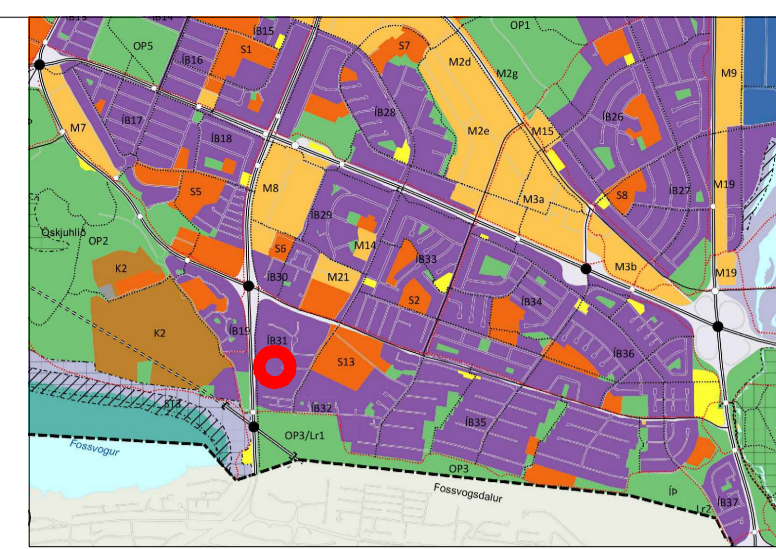 ÍB13
ÍB14
ÍB15
OP1
S7
OP5
S1
M2d
ÍB16
M2g
M9
ÍB28
ÍB26
ÍB17
M7
M2e
M15
ÍB18
M8
S5
S8
ÍB27
M19
M3a
ÍB29
Öskjuhlíð
OP2
M14
S6
ÍB33
K2
M3b
M19
ÍB30
M21
S2
ÍB34
K2
ÍB19
ÍB31
ÍB36
S13
ÍB32
ÍB35
OP3/Lr1
Fossvogur
OP3
Fossvogsdalur
ÍÞ
Lr2
ÍB37